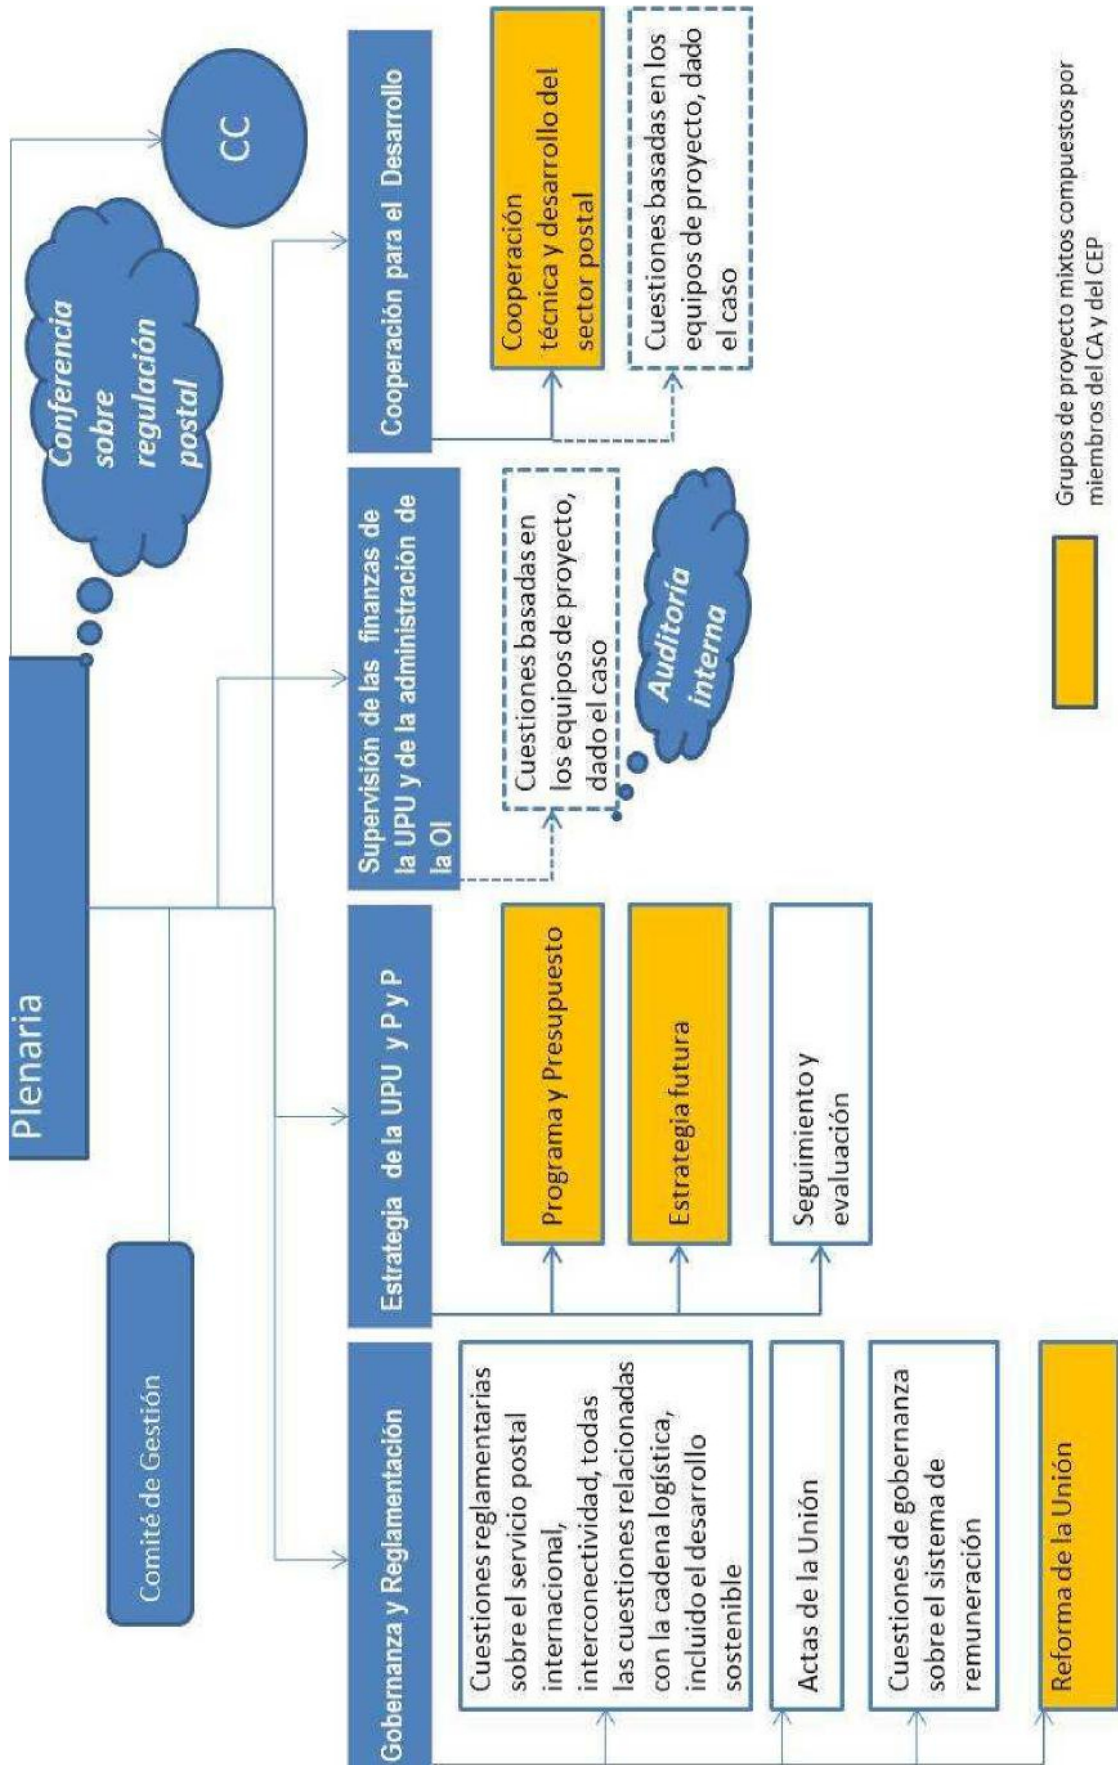 Plenaria
Conferencia
sobre
regulación
postal
CC
Comité de Gestión
Gobernanza y Reglamentación
Cuestiones reglamentarias
sobre el servicio postal
internacional,
interconectividad, todas
las cuestiones relacionadas
con la cadena logística,
incluido el desarrollo
sostenible
Actas de la Unión
Cuestiones de gobernanza
sobre el sistema de
remuneración
Reforma de la Unión
Estrategia de la UPU y P y P
Programa y Presupuesto
Estrategia futura
Seguimiento y
evaluación
Supervisión de las finanzas de
la UPU y de la administración de
la OI
Cuestiones basadas en
los equipos de proyecto,
dado el caso
Auditoría
interna
Cooperación para el Desarrollo
Cooperación
técnica y desarrollo del
sector postal
Cuestiones basadas en los
equipos de proyecto, dado
el caso
Grupos de proyecto mixtos compuestos por
miembros del CA y del CEP